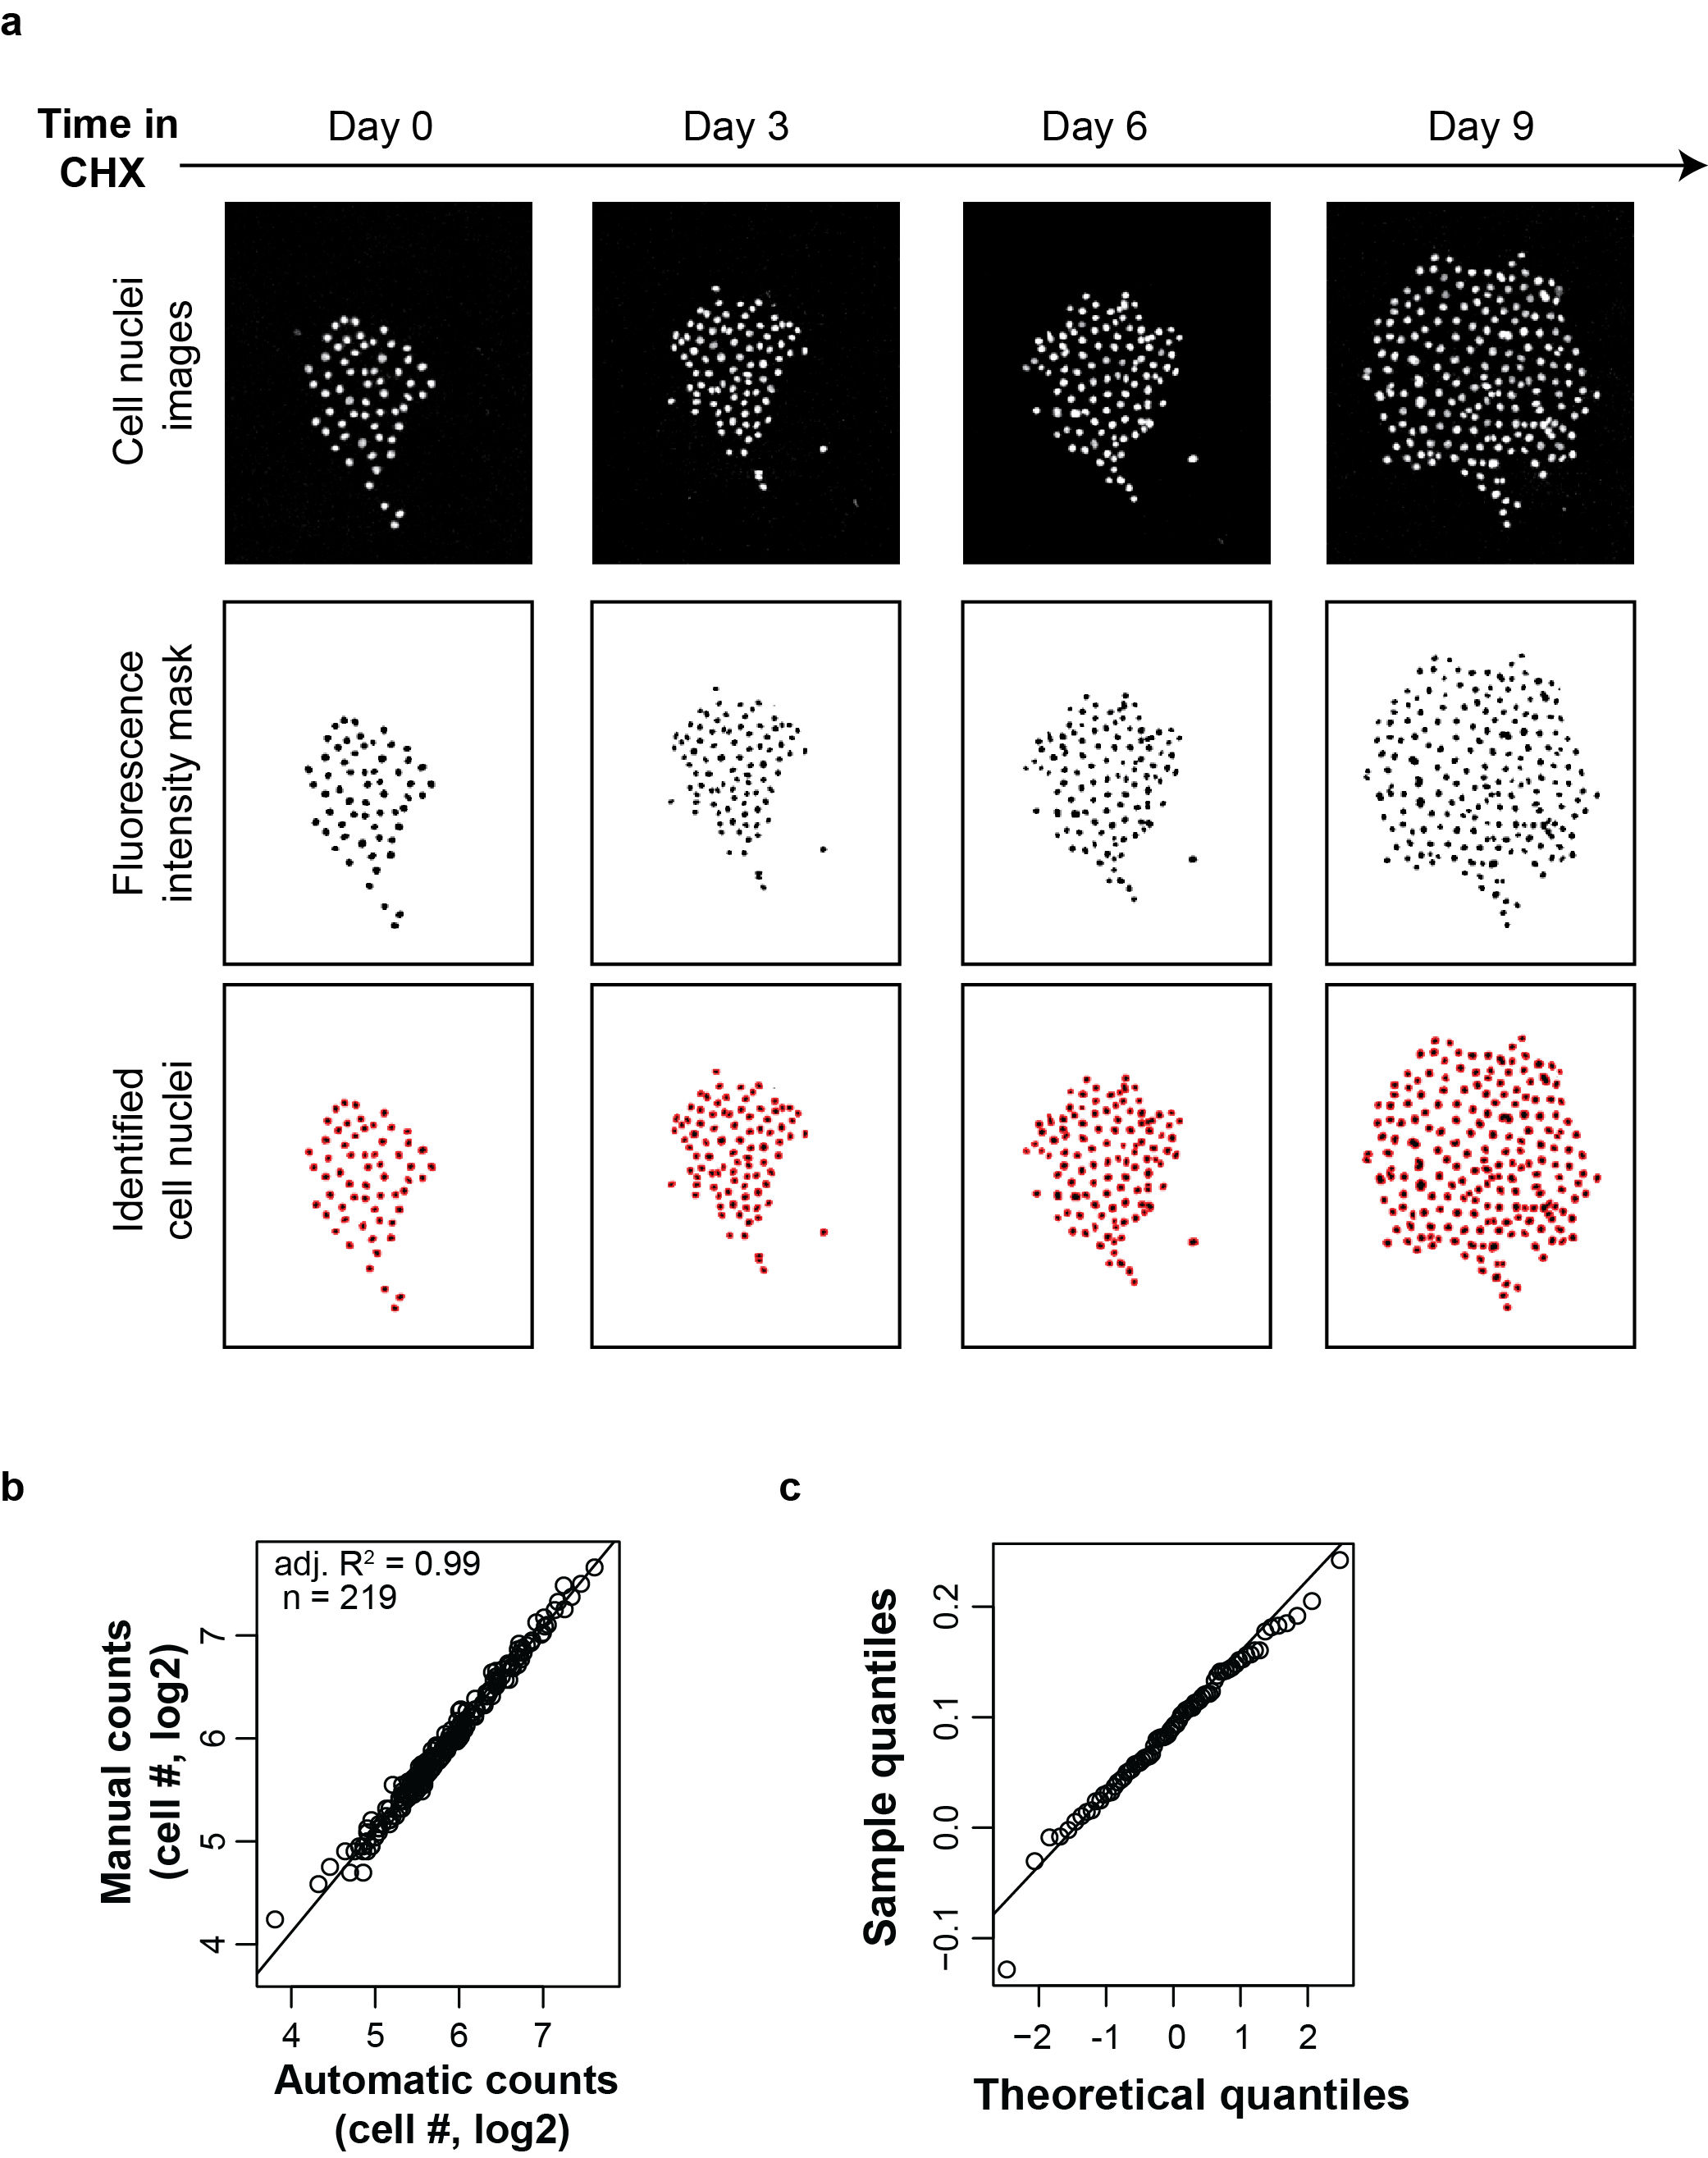 a
Time in
CHX
Day 0
Day 3
Day 6
Day 9
Cell nuclei
images
Fluorescence
intensity mask
Identified
cell nuclei
b
adj. R² = 0.99
n = 219
Manual counts
(cell #, log2)
7
6
5
4
4 5 6 7
Automatic counts
(cell #, log2)
c
Sample quantiles
0.2
0.1
0.0
−0.1
−2 -1 0 1 2
Theoretical quantiles